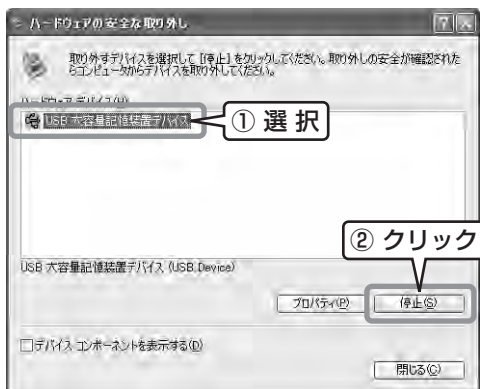 ハードウェアの安全な取り外し
取り外すデバイスを選択して [停止] をクリックしてください。取り外しの安全が確認された
らコンピュータからデバイスを取り外してください。
ハードウェア デバイス(H)
USB 大容量記憶装置デバイス
① 選 択
② クリック
USB 大容量記憶装置デバイス (USB Device)
プロパティ(P)
停止(S)
デバイス コンポーネントを表示する(D)
閉じる(C)